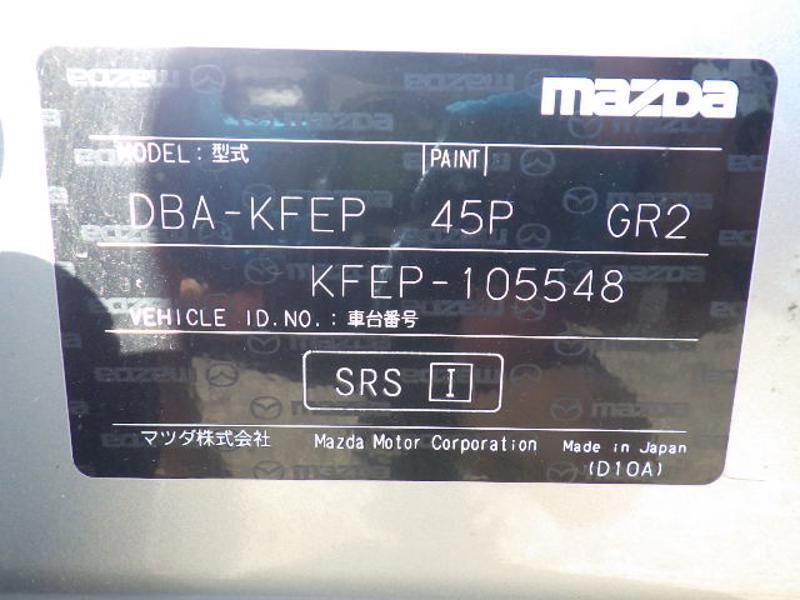 mazda
MODEL: 型式 PAINT
DBA-KFEP 45P GR2
KFEP-105548
VEHICLE ID.NO.: 車台番号
SRS I
マツダ株式会社 Mazda Motor Corporation Made in Japan
(D10A)